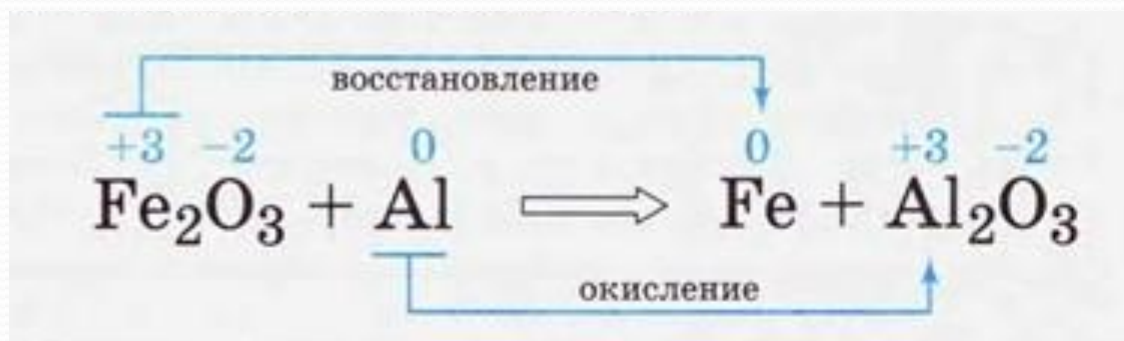 восстановление
+3 −2 0 0 +3 −2
Fe₂O₃ + Al ⟹ Fe + Al₂O₃
окисление